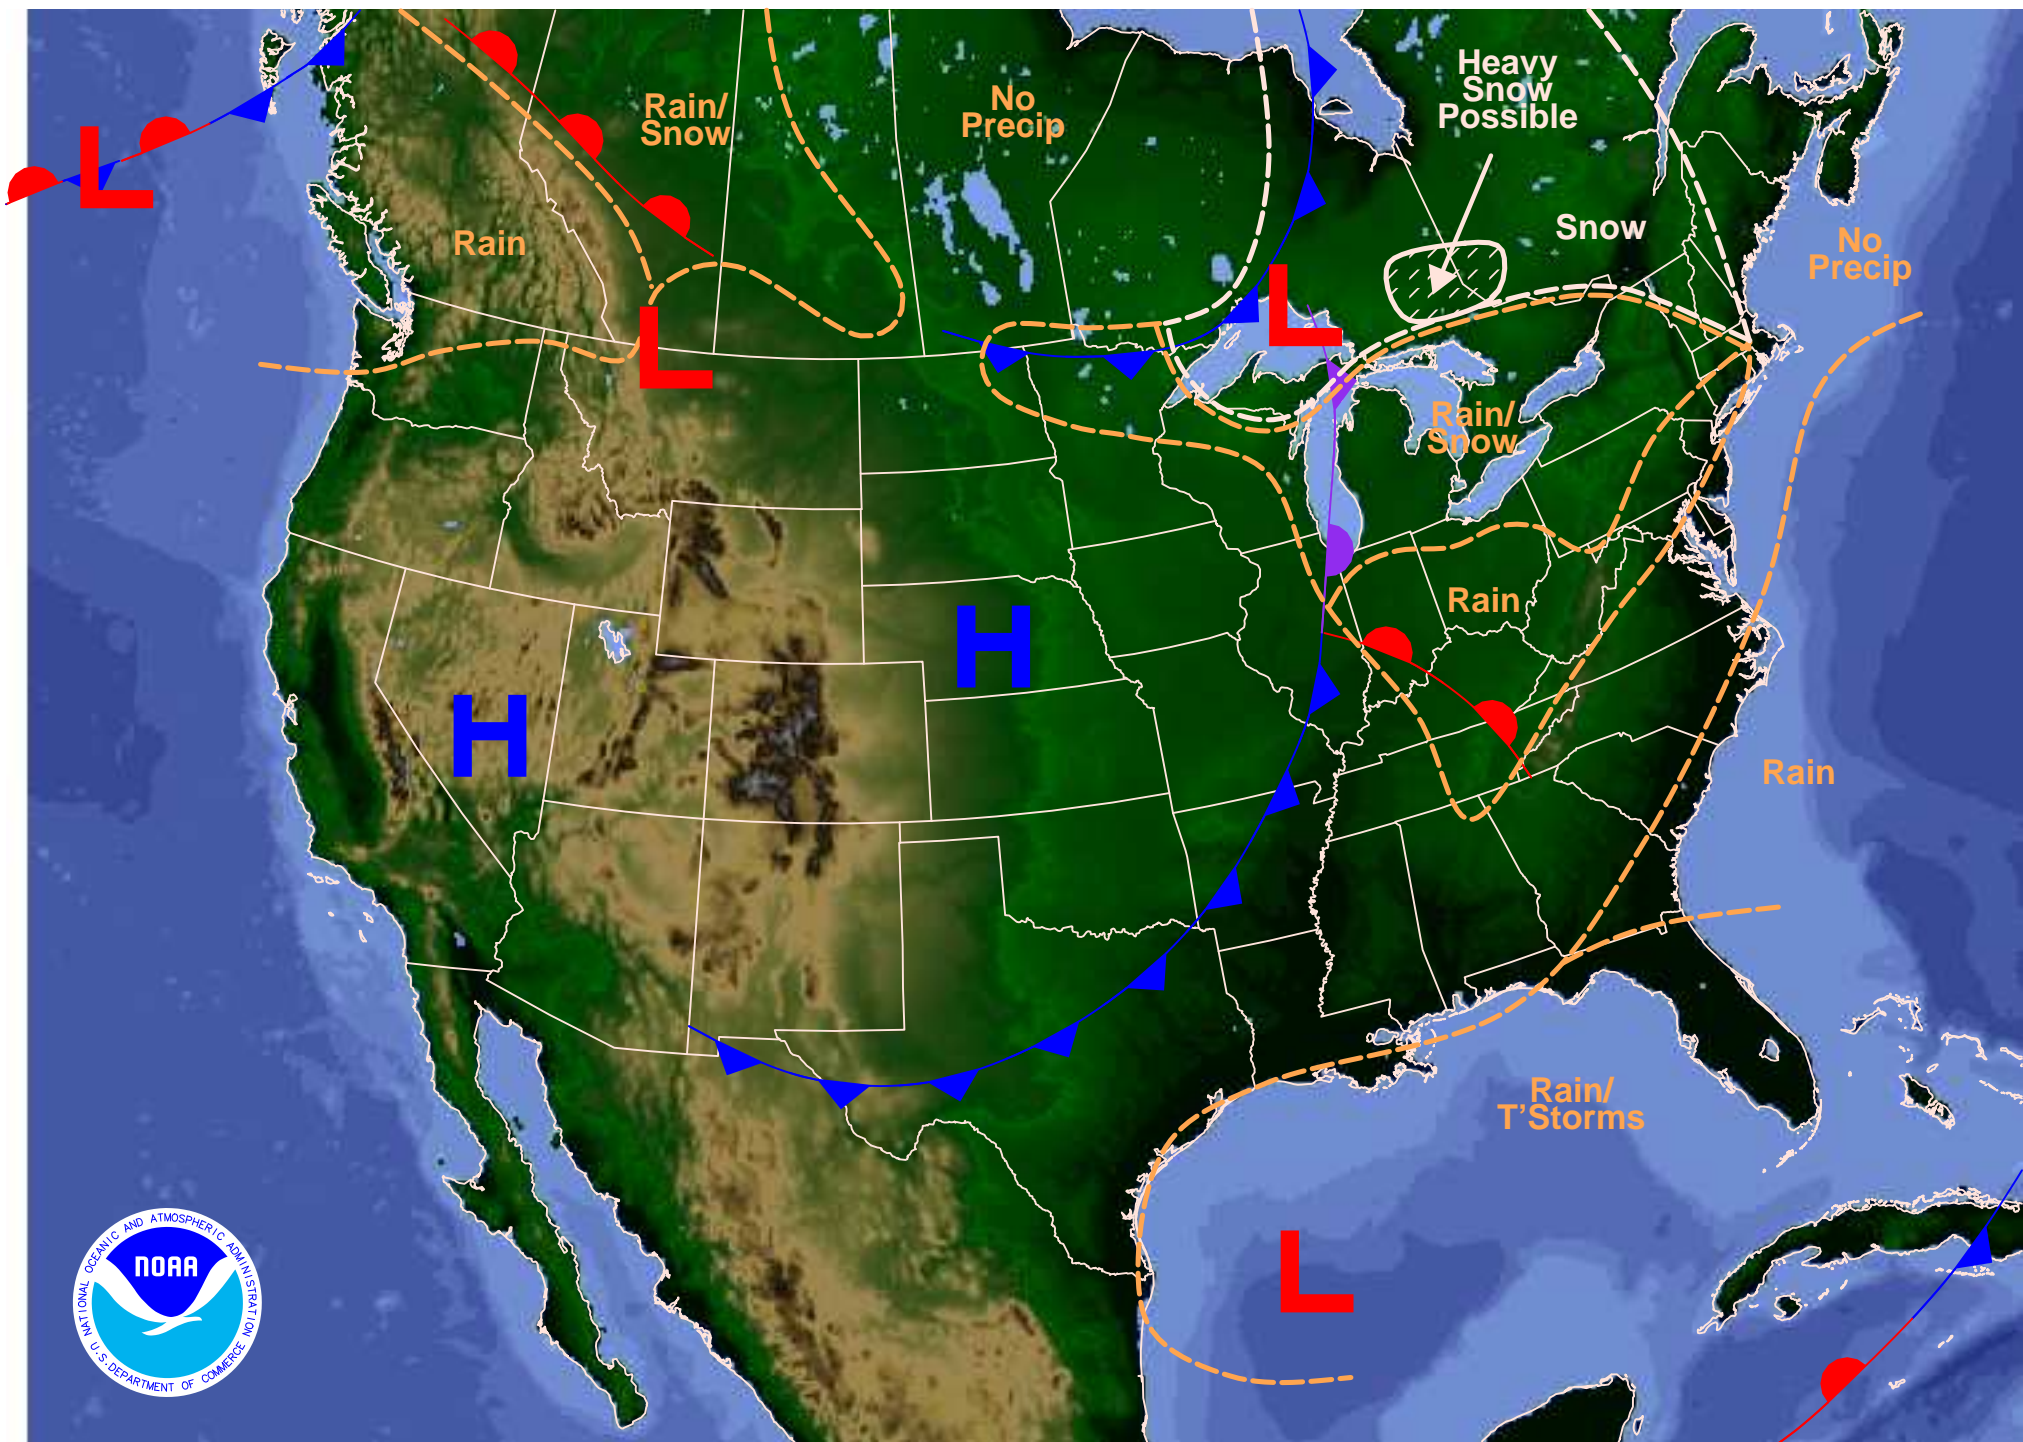 Heavy
Snow
Possible
Rain/
Snow
No
Precip
Rain
Snow
No
Precip
L
L
L
Rain/
Snow
Rain
H
H
Rain
Rain/
T'Storms
L
NATIONAL OCEANIC AND ATMOSPHERIC ADMINISTRATION
NOAA
U.S. DEPARTMENT OF COMMERCE